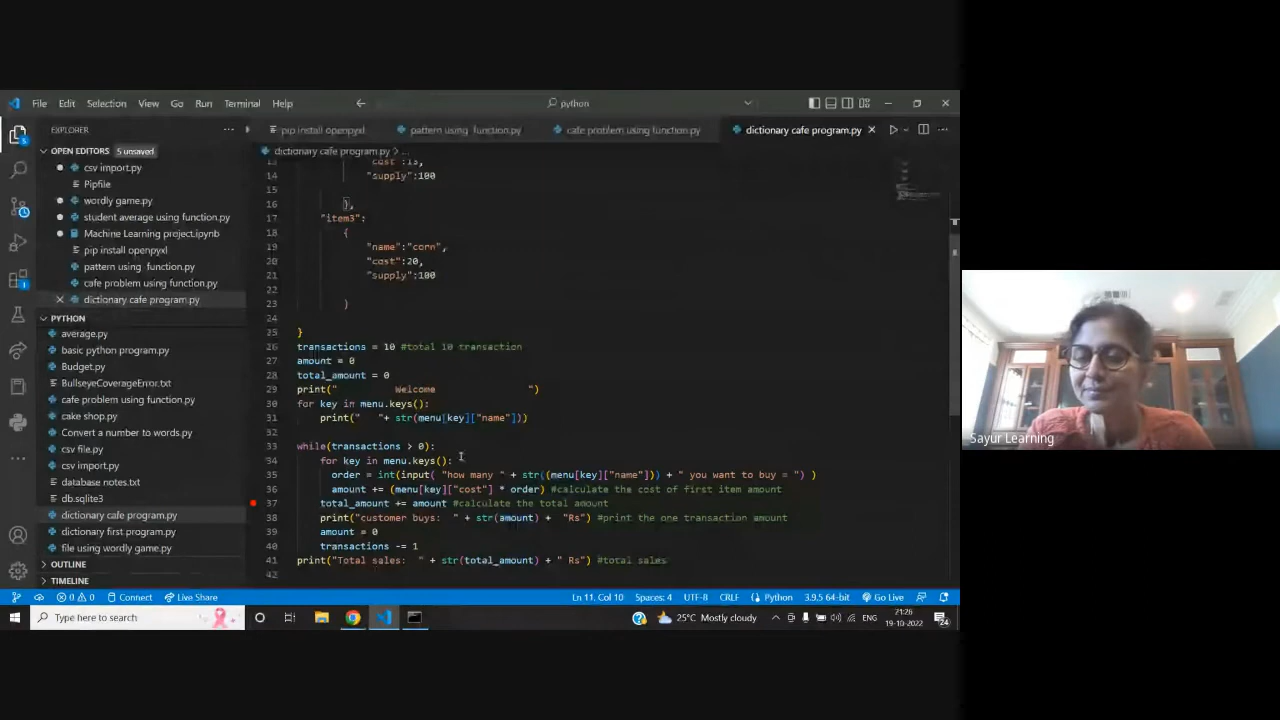 File Edit Selection View Go Run Terminal Help
python
EXPLORER
pip install openpyxl
pattern using function.py
cafe problem using function.py
dictionary cafe program.py
OPEN EDITORS 5 unsaved
csv import.py
Pipfile
wordly game.py
student average using function.py
Machine Learning project.ipynb
pip install openpyxl
pattern using function.py
cafe problem using function.py
dictionary cafe program.py
PYTHON
average.py
basic python program.py
Budget.py
BullseyeCoverageError.txt
cafe problem using function.py
cake shop.py
Convert a number to words.py
csv file.py
csv import.py
database notes.txt
db.sqlite3
dictionary cafe program.py
dictionary first program.py
file using wordly game.py
OUTLINE
TIMELINE
dictionary cafe program.py > ...
13 "cost":13,
14 "supply":100
15
16 },
17 "item3":
18 {
19 "name":"corn",
20 "cost":20,
21 "supply":100
22
23 }
24
25 }
26 transactions = 10 #total 10 transaction
27 amount = 0
28 total_amount = 0
29 print(" Welcome ")
30 for key in menu.keys():
31 print(" "+ str(menu[key]["name"]))
32
33 while(transactions > 0):
34 for key in menu.keys():
35 order = int(input( "how many " + str((menu[key]["name"])) + " you want to buy = ") )
36 amount += (menu[key]["cost"] * order) #calculate the cost of first item amount
37 total_amount += amount #calculate the total amount
38 print("customer buys: " + str(amount) + "Rs") #print the one transaction amount
39 amount = 0
40 transactions -= 1
41 print("Total sales: " + str(total_amount) + " Rs") #total sales
42
0 0 Connect Live Share
Ln 11, Col 10 Spaces: 4 UTF-8 CRLF Python 3.9.5 64-bit Go Live
Type here to search
25°C Mostly cloudy
ENG
21:26
19-10-2022
24
Sayur Learning